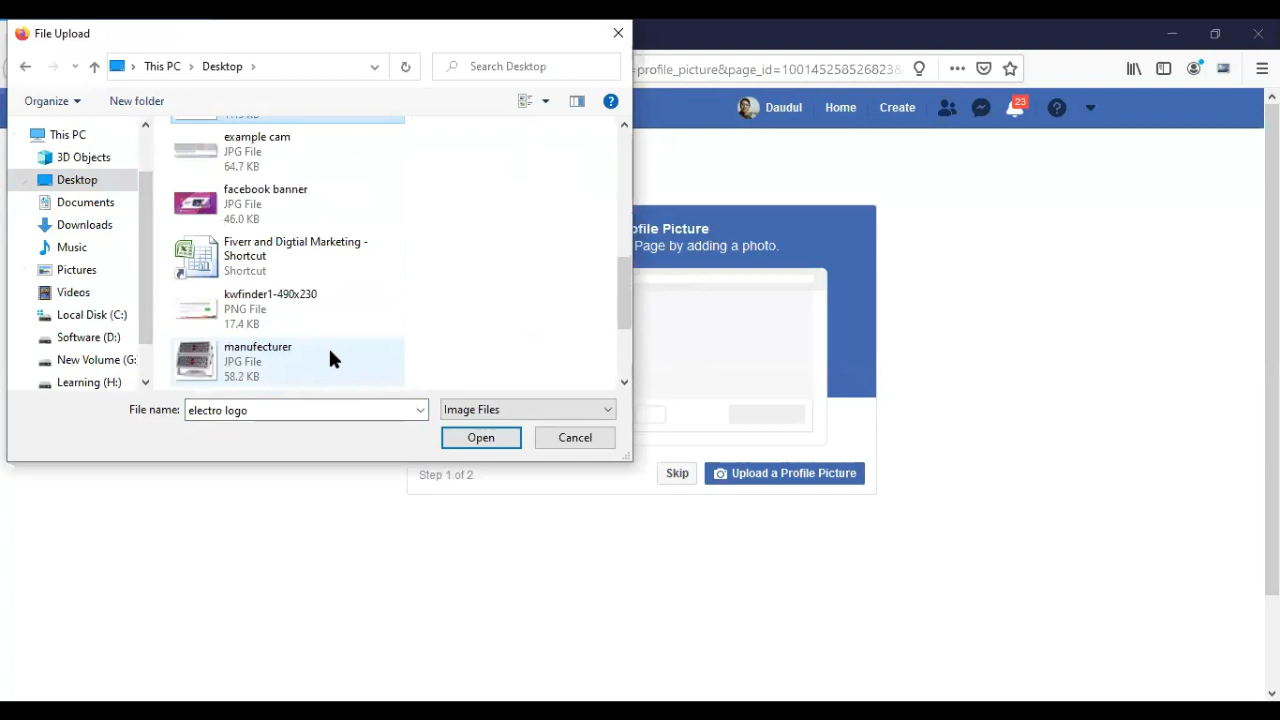 File Upload
This PC
Desktop
Search Desktop
=profile_picture&page_id=100145258526823&
Organize
New folder
Daudul
Home
Create
23
This PC
3D Objects
Desktop
Documents
Downloads
Music
Pictures
Videos
Local Disk (C:)
Software (D:)
New Volume (G:
Learning (H:)
example cam
JPG File
64.7 KB
facebook banner
JPG File
46.0 KB
Fiverr and Digtial Marketing -
Shortcut
Shortcut
kwfinder1-490x230
PNG File
17.4 KB
manufecturer
JPG File
58.2 KB
File name:
electro logo
Image Files
Open
Cancel
ofile Picture
Page by adding a photo.
Step 1 of 2
Skip
Upload a Profile Picture